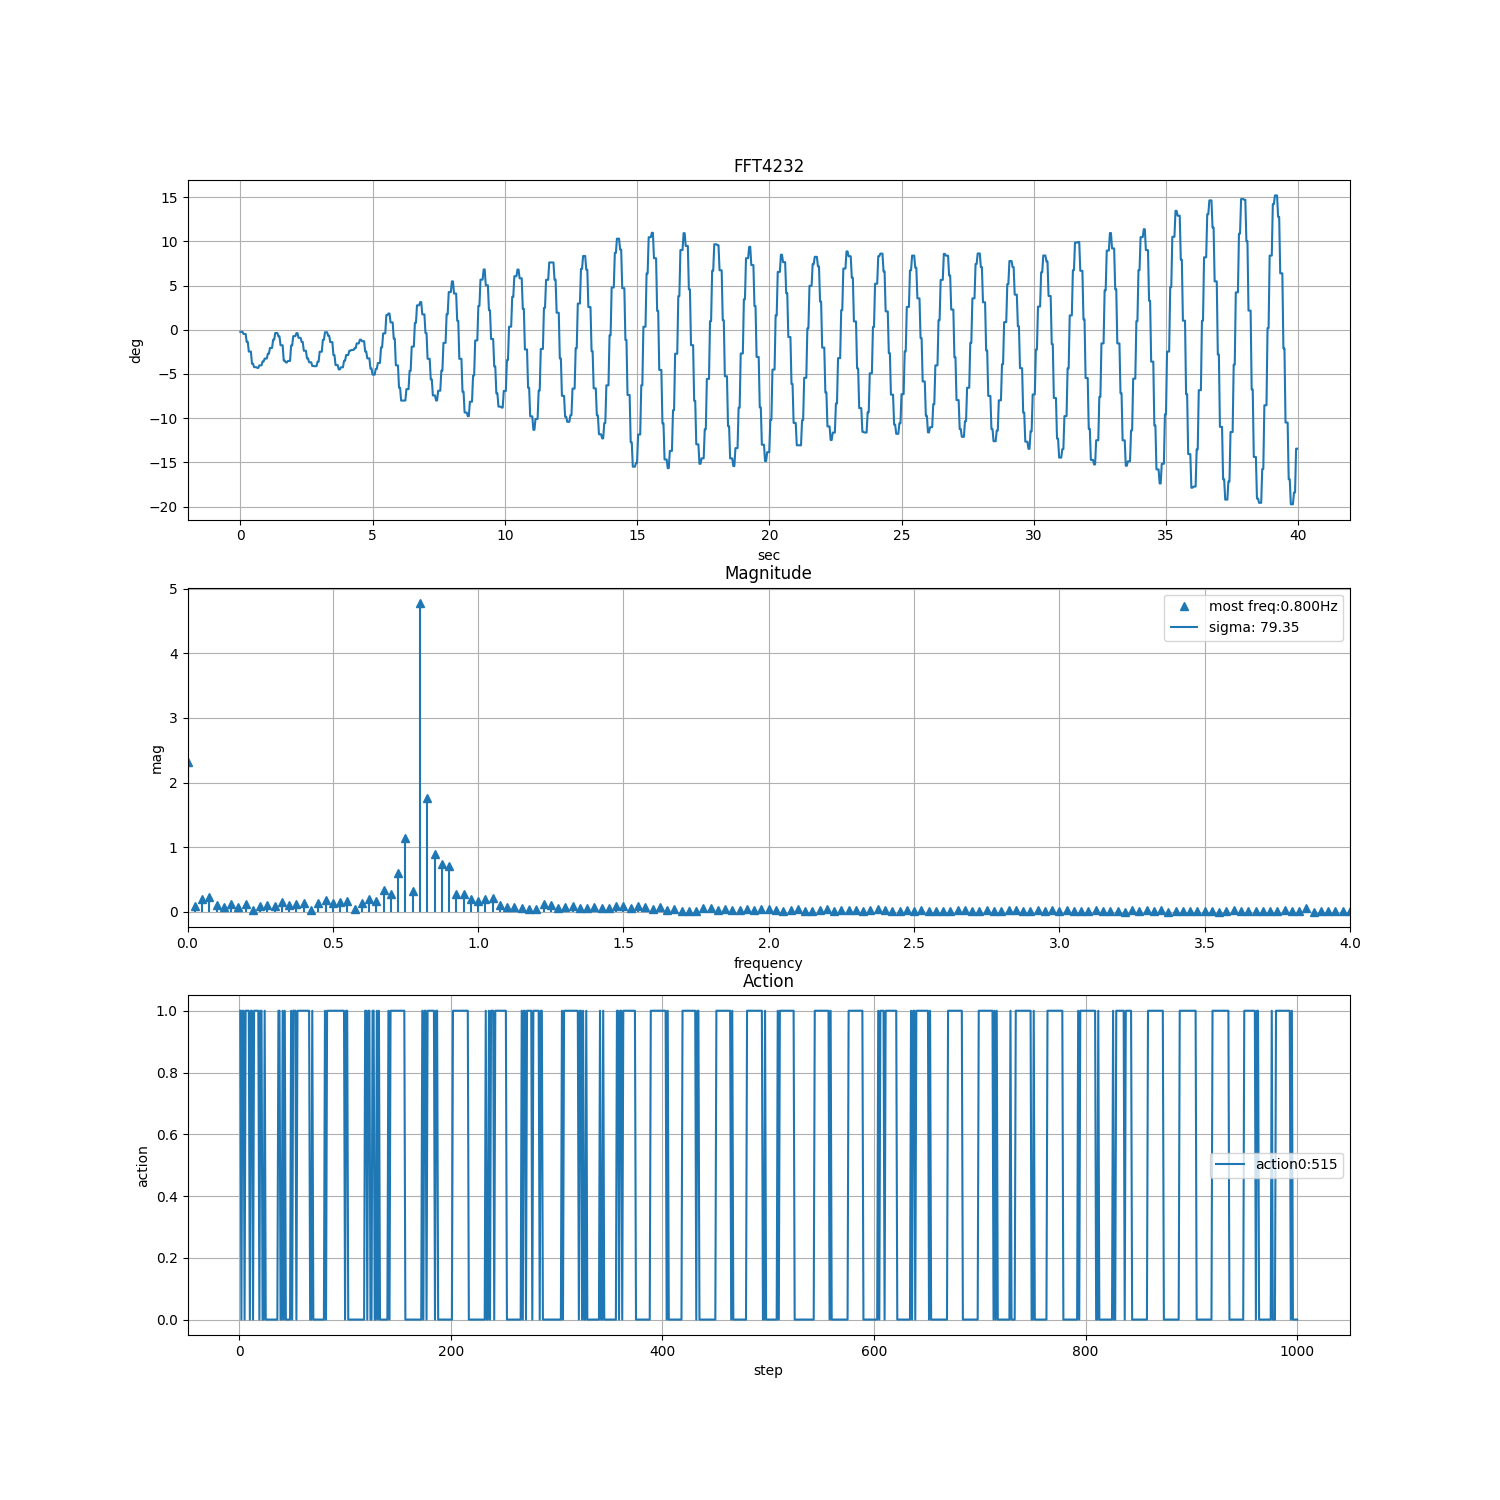 FFT4232
15
10
5
0
−5
−10
−15
−20
deg
0 5 10 15 20 25 30 35 40
sec
Magnitude
5
4
3
2
1
0
mag
most freq:0.800Hz
sigma: 79.35
0.0 0.5 1.0 1.5 2.0 2.5 3.0 3.5 4.0
frequency
Action
1.0
0.8
0.6
0.4
0.2
0.0
action
action0:515
0 200 400 600 800 1000
step